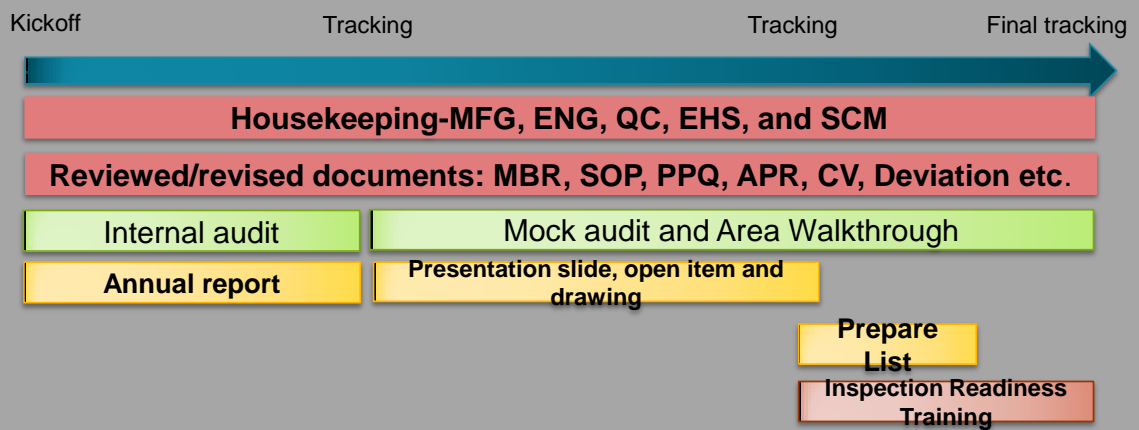 Kickoff Tracking Tracking Final tracking
Housekeeping-MFG, ENG, QC, EHS, and SCM
Reviewed/revised documents: MBR, SOP, PPQ, APR, CV, Deviation etc.
Internal audit
Mock audit and Area Walkthrough
Annual report
Presentation slide, open item and
drawing
Prepare
List
Inspection Readiness
Training